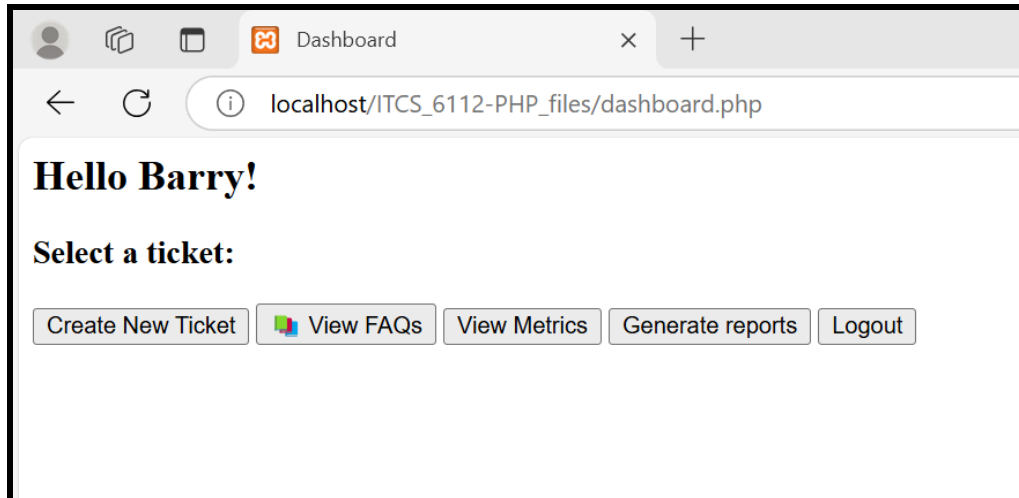 Dashboard
localhost/ITCS_6112-PHP_files/dashboard.php
Hello Barry!
Select a ticket:
Create New Ticket View FAQs View Metrics Generate reports Logout